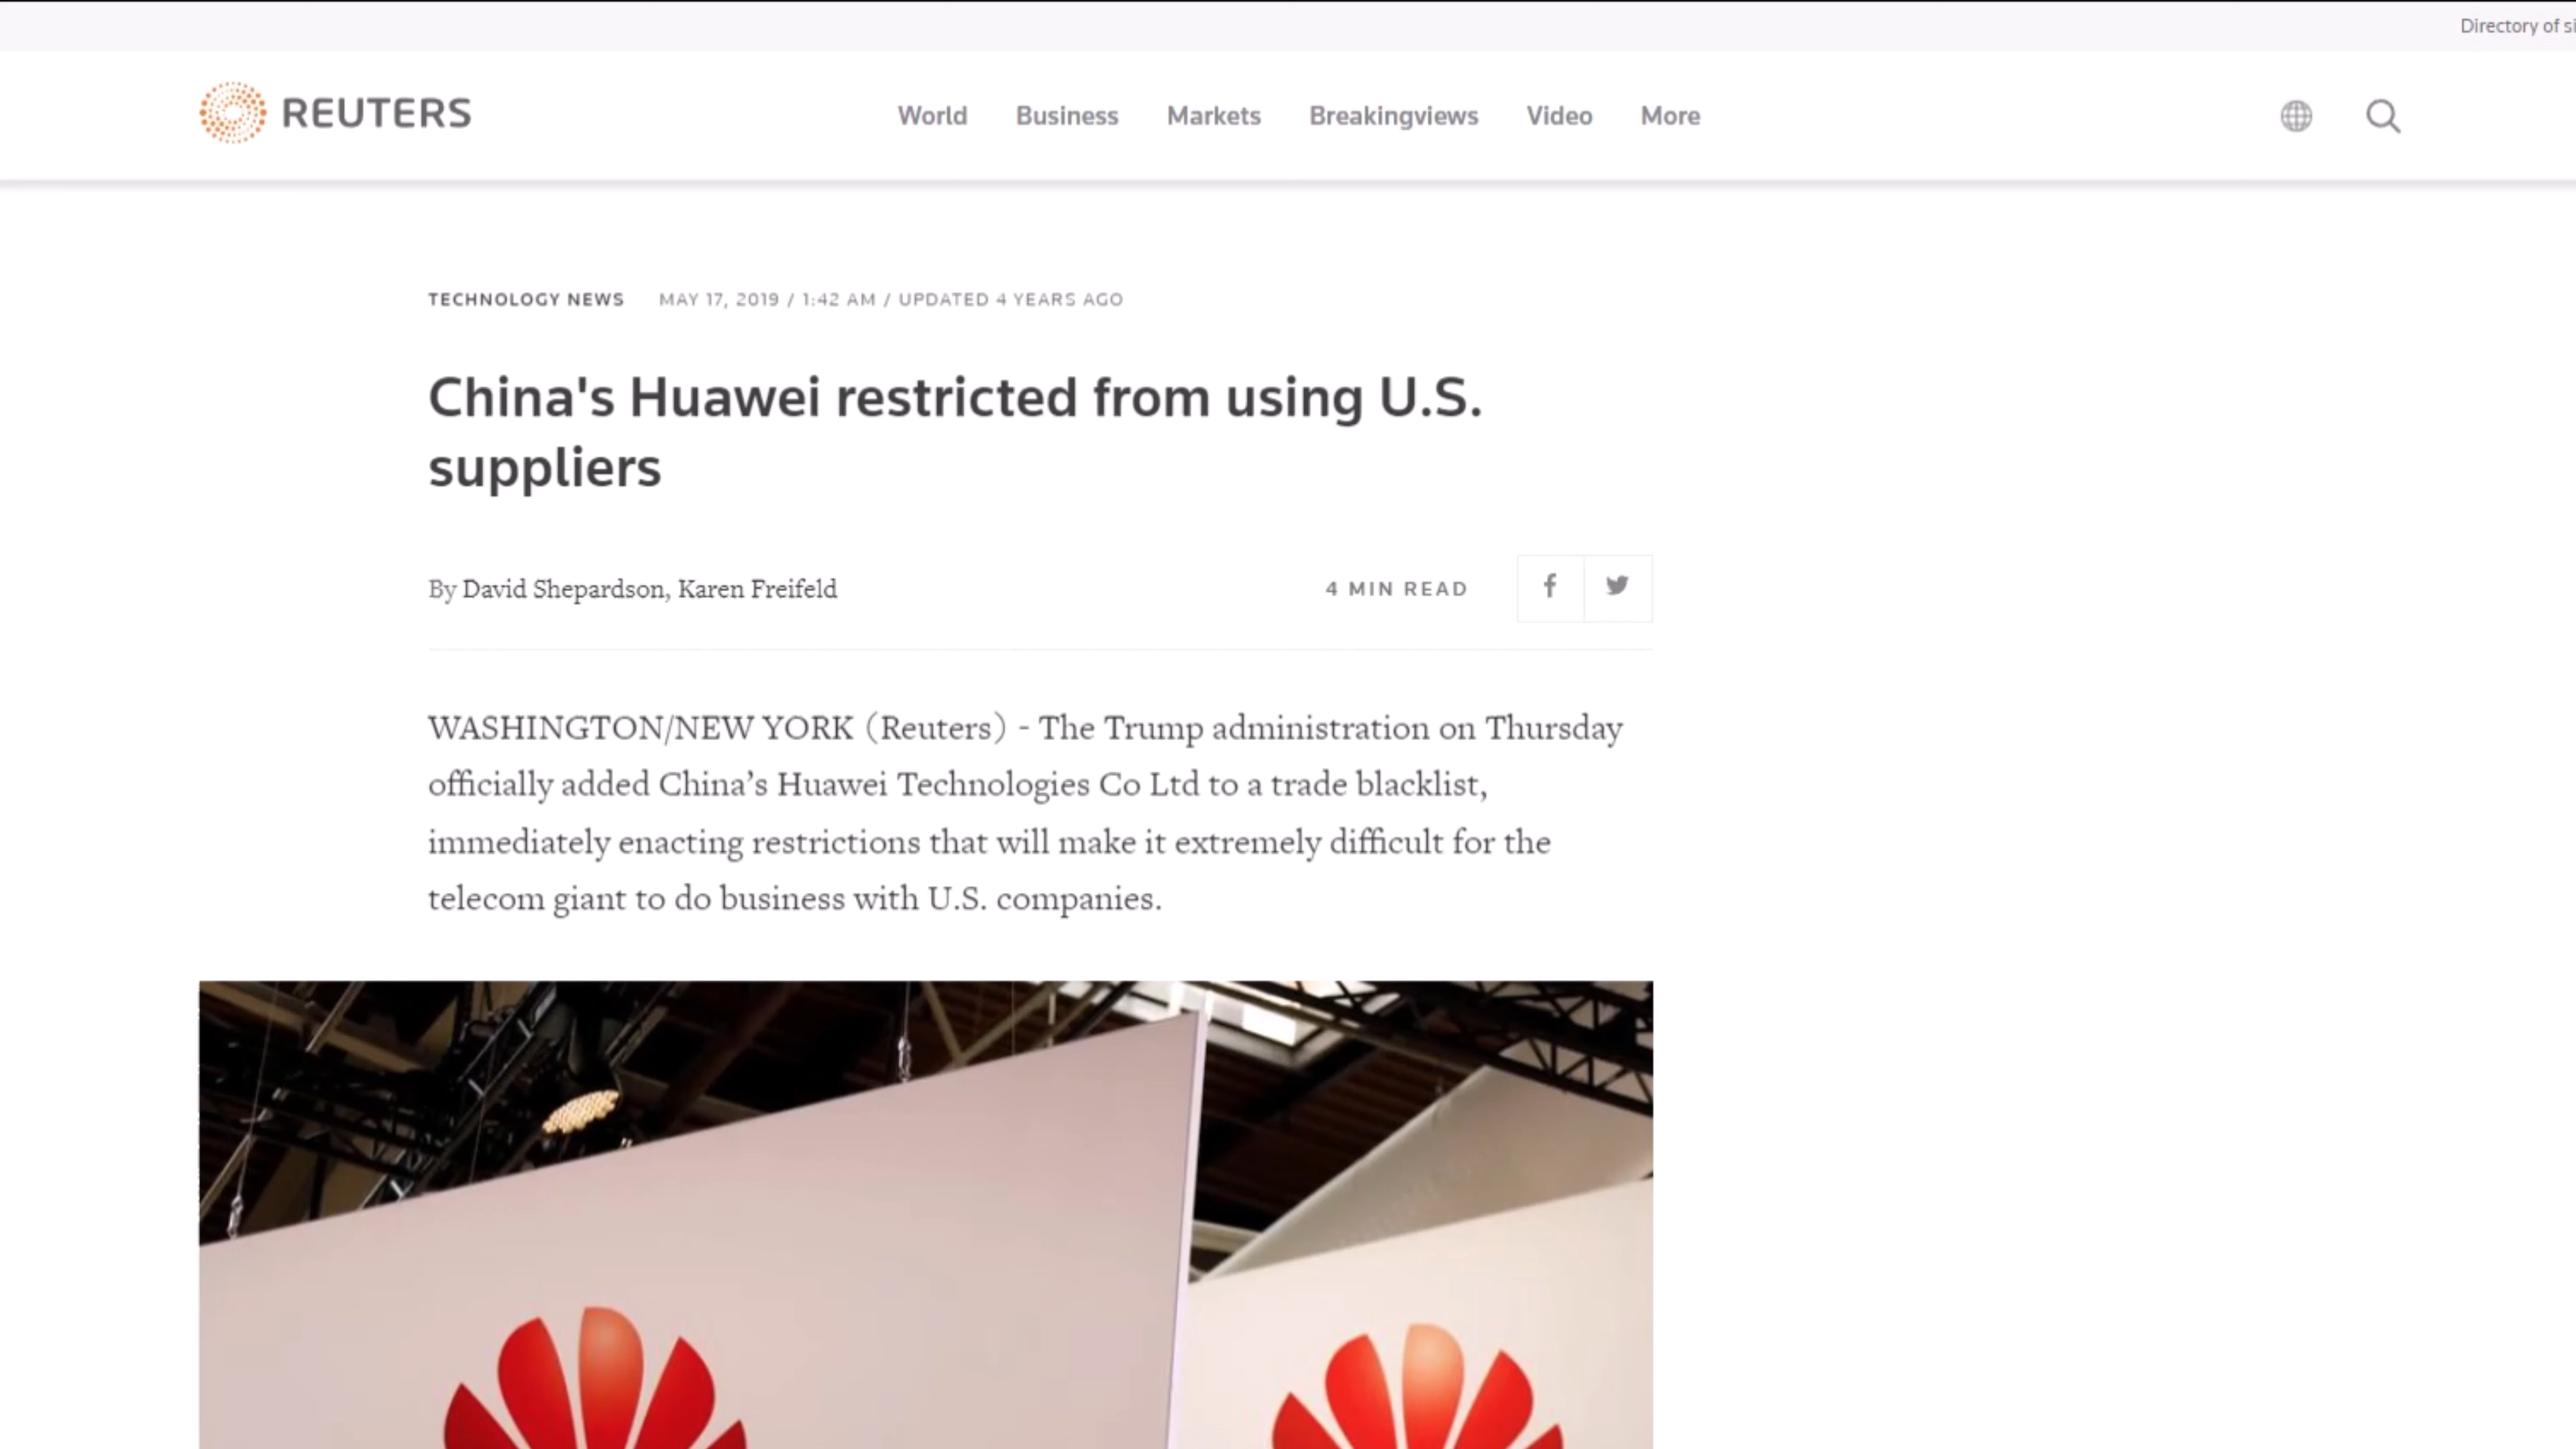 Directory of si
REUTERS
World Business Markets Breakingviews Video More
TECHNOLOGY NEWS MAY 17, 2019 / 1:42 AM / UPDATED 4 YEARS AGO
China's Huawei restricted from using U.S.
suppliers
By David Shepardson, Karen Freifeld 4 MIN READ
WASHINGTON/NEW YORK (Reuters) - The Trump administration on Thursday
officially added China’s Huawei Technologies Co Ltd to a trade blacklist,
immediately enacting restrictions that will make it extremely difficult for the
telecom giant to do business with U.S. companies.